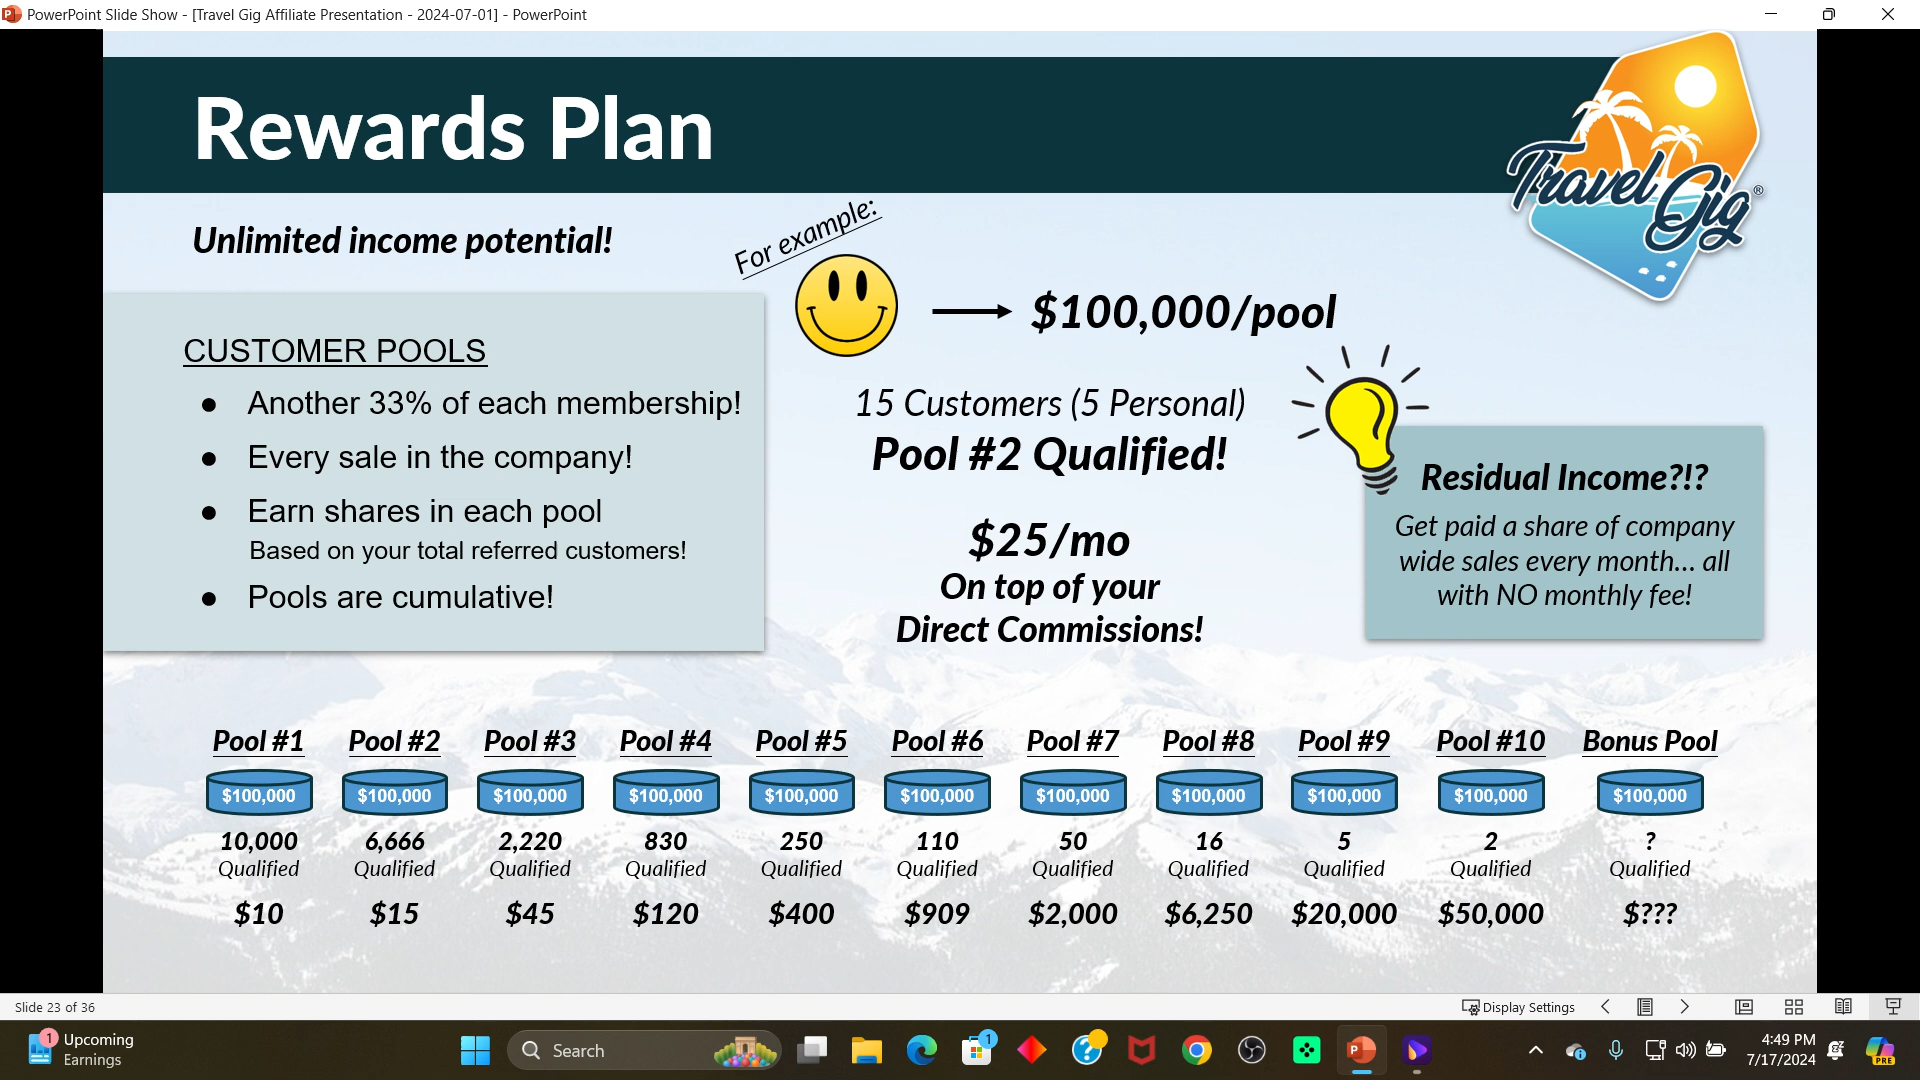 PowerPoint Slide Show - [Travel Gig Affiliate Presentation - 2024-07-01] - PowerPoint
Rewards Plan
Travel Gig®
Unlimited income potential!
For example:
$100,000/pool
CUSTOMER POOLS
● Another 33% of each membership!
● Every sale in the company!
● Earn shares in each pool
Based on your total referred customers!
● Pools are cumulative!
15 Customers (5 Personal)
Pool #2 Qualified!
$25/mo
On top of your
Direct Commissions!
Residual Income?!?
Get paid a share of company
wide sales every month... all
with NO monthly fee!
Pool #1 Pool #2 Pool #3 Pool #4 Pool #5 Pool #6 Pool #7 Pool #8 Pool #9 Pool #10 Bonus Pool
$100,000 $100,000 $100,000 $100,000 $100,000 $100,000 $100,000 $100,000 $100,000 $100,000 $100,000
10,000 6,666 2,220 830 250 110 50 16 5 2 ?
Qualified Qualified Qualified Qualified Qualified Qualified Qualified Qualified Qualified Qualified Qualified
$10 $15 $45 $120 $400 $909 $2,000 $6,250 $20,000 $50,000 $???
Slide 23 of 36
Display Settings
1
Upcoming
Earnings
Search
1
4:49 PM
7/17/2024
PRE